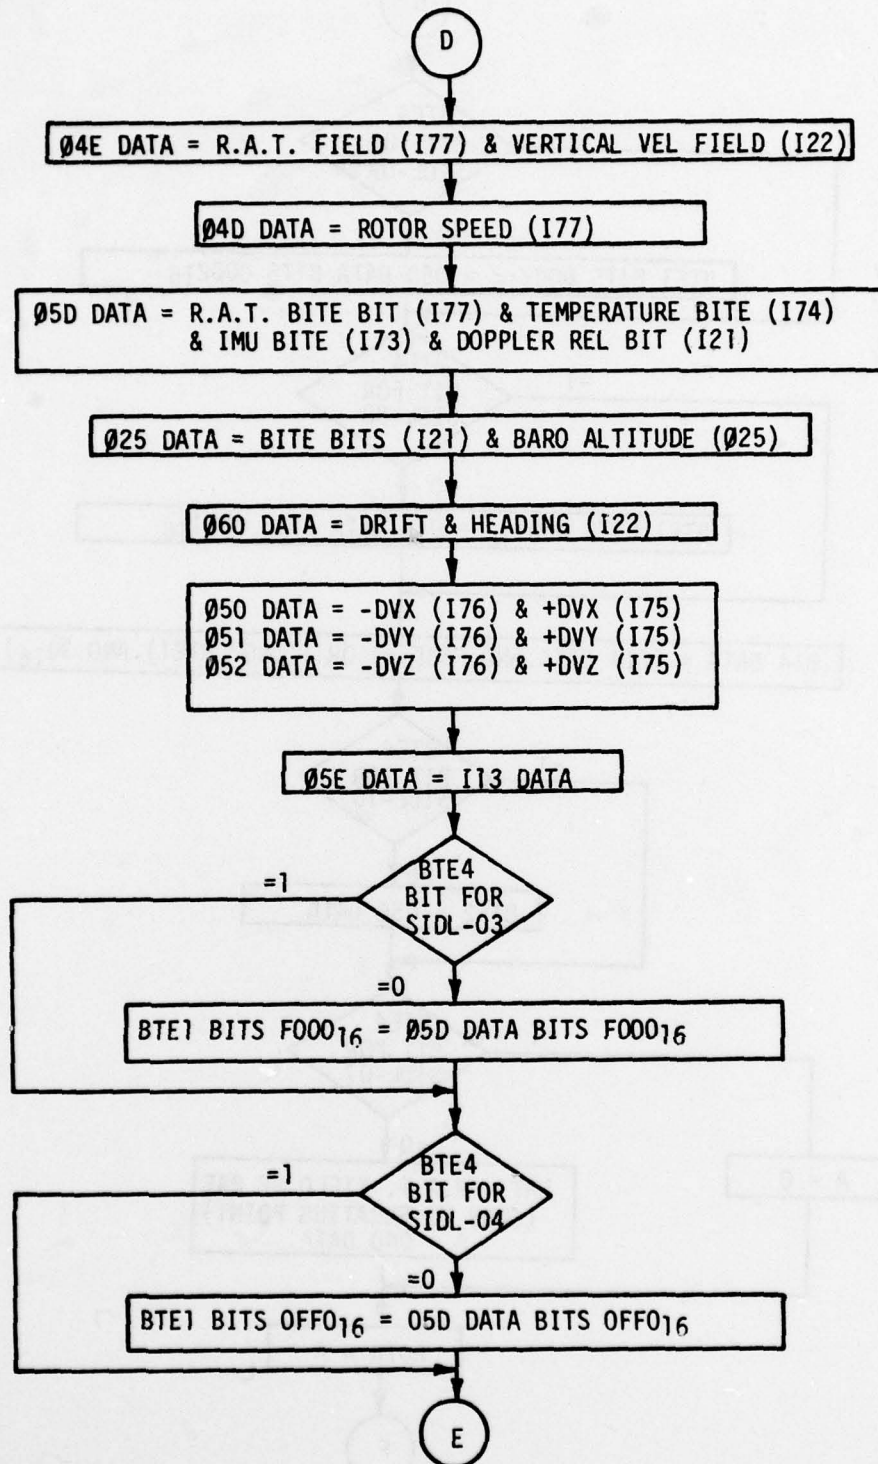 D
Ø4E DATA = R.A.T. FIELD (I77) & VERTICAL VEL FIELD (I22)
Ø4D DATA = ROTOR SPEED (I77)
Ø5D DATA = R.A.T. BITE BIT (I77) & TEMPERATURE BITE (I74)
& IMU BITE (I73) & DOPPLER REL BIT (I21)
Ø25 DATA = BITE BITS (I21) & BARO ALTITUDE (Ø25)
Ø60 DATA = DRIFT & HEADING (I22)
Ø50 DATA = -DVX (I76) & +DVX (I75)
Ø51 DATA = -DVY (I76) & +DVY (I75)
Ø52 DATA = -DVZ (I76) & +DVZ (I75)
Ø5E DATA = I13 DATA
BTE4
BIT FOR
SIDL-03
=1
=0
BTE1 BITS F000₁₆ = Ø5D DATA BITS F000₁₆
BTE4
BIT FOR
SIDL-04
=1
=0
BTE1 BITS OFF0₁₆ = 05D DATA BITS OFF0₁₆
E